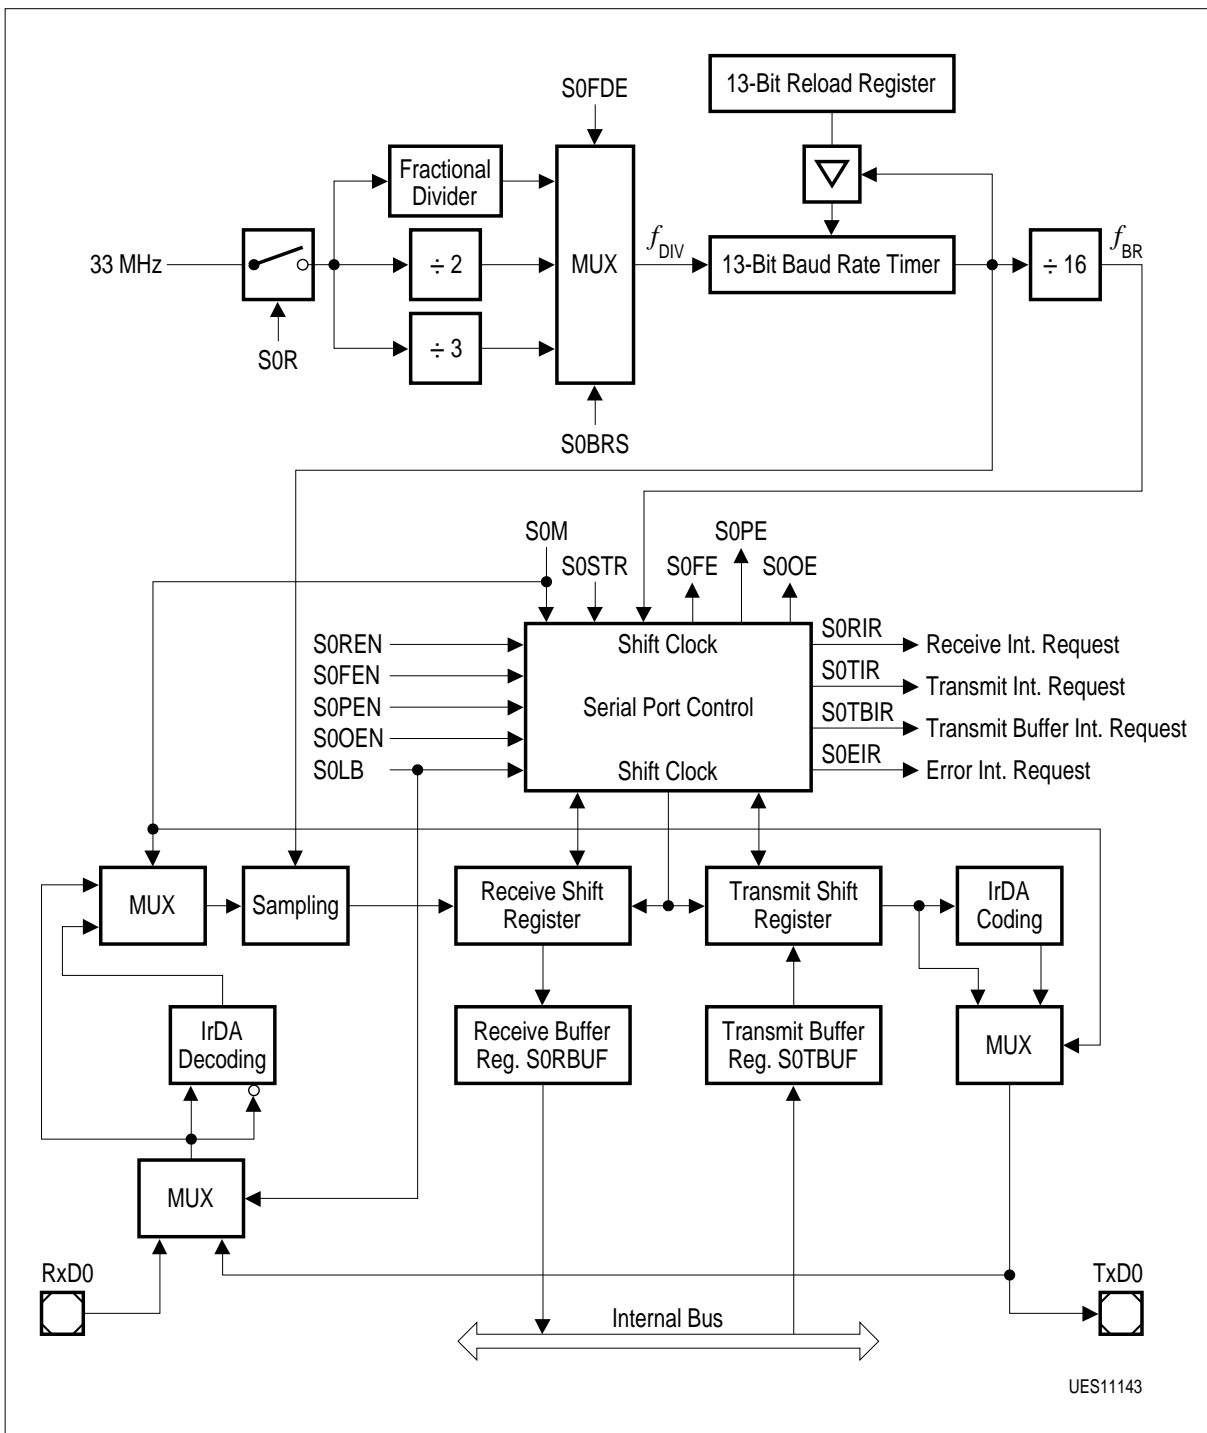 S0FDE
13-Bit Reload Register
Fractional
Divider
33 MHz
÷ 2
MUX
fDIV
13-Bit Baud Rate Timer
÷ 16
fBR
S0R
÷ 3
S0BRS
S0M
S0STR
S0FE
S0PE
S0OE
S0REN
S0FEN
S0PEN
S0OEN
S0LB
Shift Clock
Serial Port Control
Shift Clock
S0RIR
Receive Int. Request
S0TIR
Transmit Int. Request
S0TBIR
Transmit Buffer Int. Request
S0EIR
Error Int. Request
MUX
Sampling
Receive Shift
Register
Transmit Shift
Register
IrDA
Coding
IrDA
Decoding
Receive Buffer
Reg. S0RBUF
Transmit Buffer
Reg. S0TBUF
MUX
MUX
RxD0
TxD0
Internal Bus
UES11143